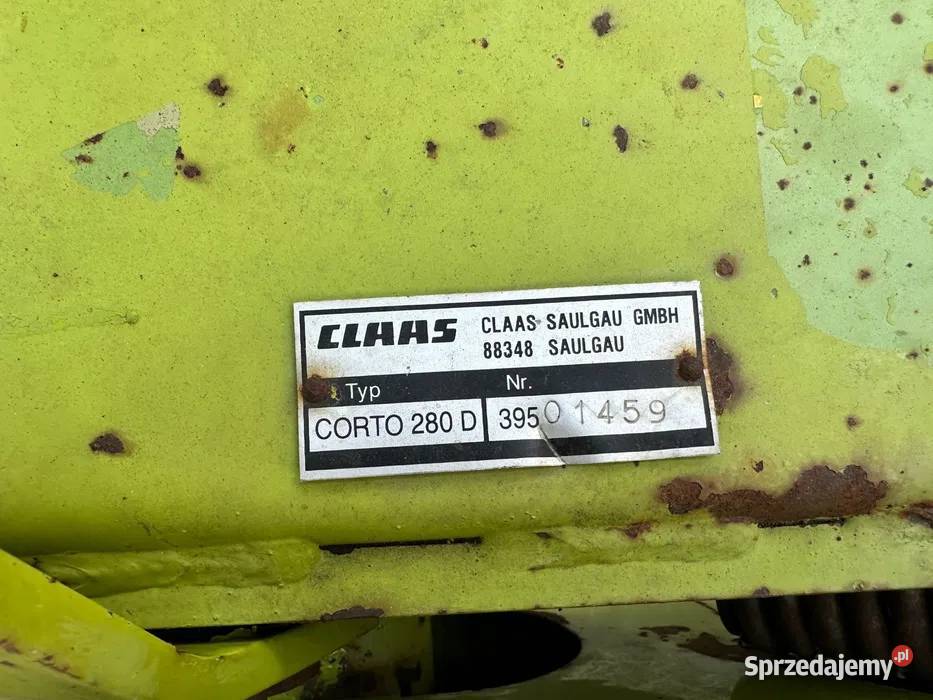 CLAAS CLAAS SAULGAU GMBH
88348 SAULGAU
Typ Nr.
CORTO 280 D 39501459
Sprzedajemy.pl